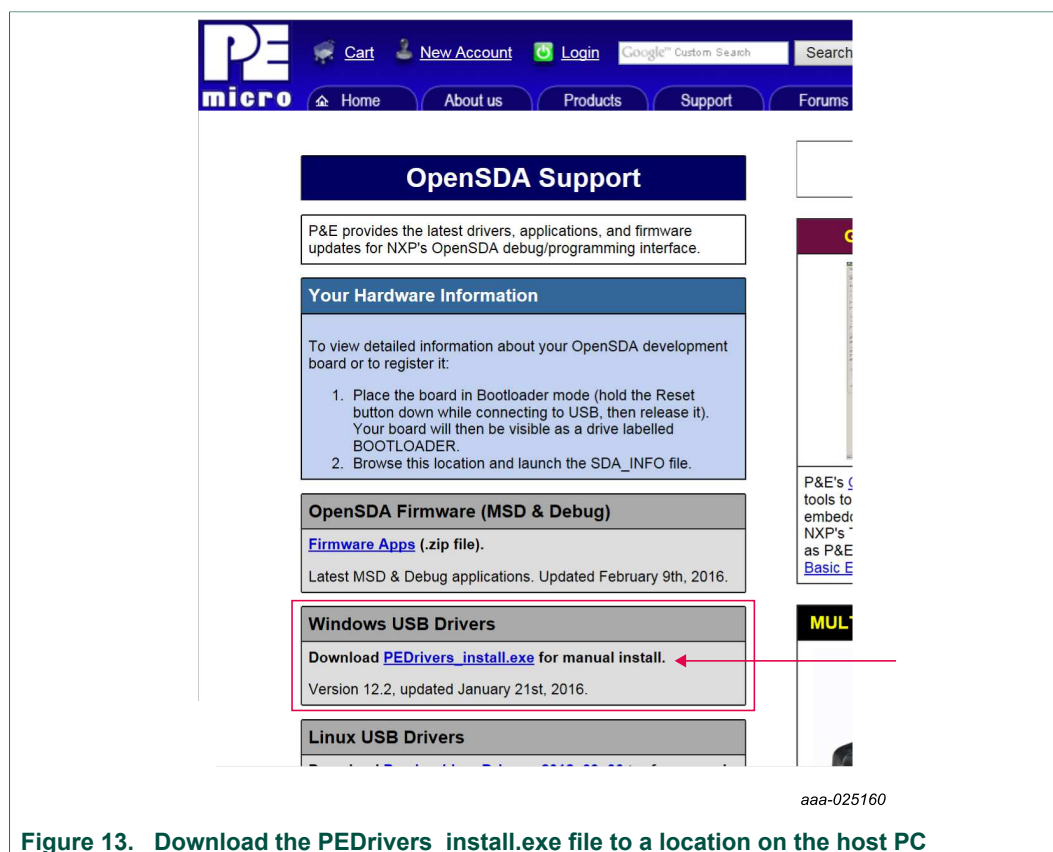 PE
micro
Cart New Account Login Google™ Custom Search Search
Home About us Products Support Forums
OpenSDA Support
P&E provides the latest drivers, applications, and firmware
updates for NXP's OpenSDA debug/programming interface.
Your Hardware Information
To view detailed information about your OpenSDA development
board or to register it:
1. Place the board in Bootloader mode (hold the Reset
button down while connecting to USB, then release it).
Your board will then be visible as a drive labelled
BOOTLOADER.
2. Browse this location and launch the SDA_INFO file.
OpenSDA Firmware (MSD & Debug)
Firmware Apps (.zip file).
Latest MSD & Debug applications. Updated February 9th, 2016.
Windows USB Drivers
Download PEDrivers_install.exe for manual install.
Version 12.2, updated January 21st, 2016.
Linux USB Drivers
P&E's
tools to
embed
NXP's
as P&E
Basic E
MUL
aaa-025160
Figure 13. Download the PEDrivers_install.exe file to a location on the host PC